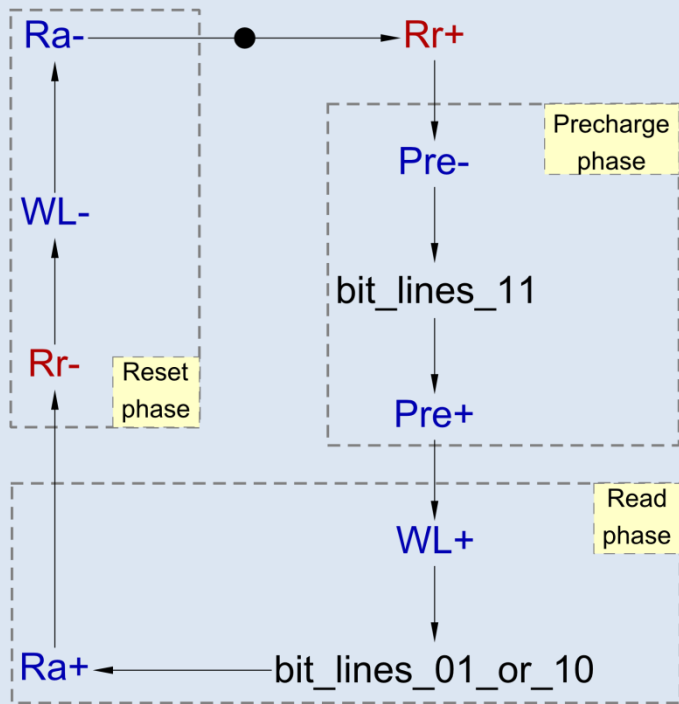 Ra-
Rr+
Precharge
phase
Pre-
WL-
bit_lines_11
Rr-
Reset
phase
Pre+
Read
phase
WL+
Ra+
bit_lines_01_or_10